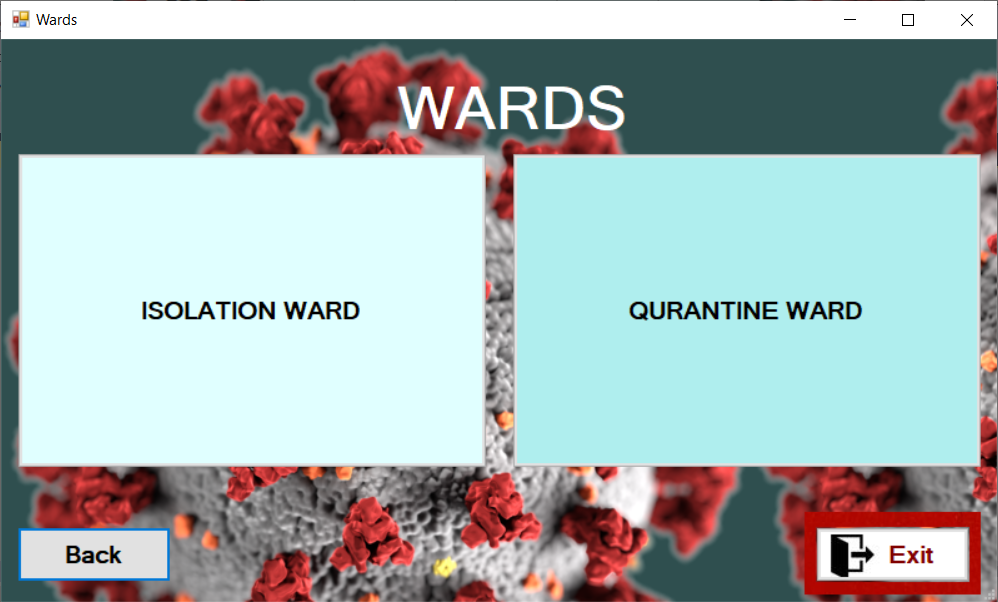 Wards
WARDS
ISOLATION WARD
QURANTINE WARD
Back
Exit